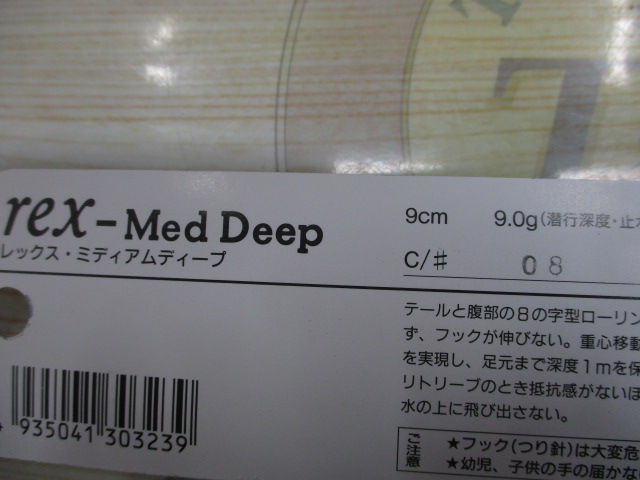 rex-Med Deep
レックス・ミディアムディープ
9cm 9.0g(潜行深度・止水
C/# 08
テールと腹部の8の字型ローリン
ず、フックが伸びない。重心移動
を実現し、足元まで深度1mを保
リトリーブのとき抵抗感がないほ
水の上に飛び出さない。
935041 303239
ご注意
★フック(つり針)は大変危
★幼児、子供の手の届かな